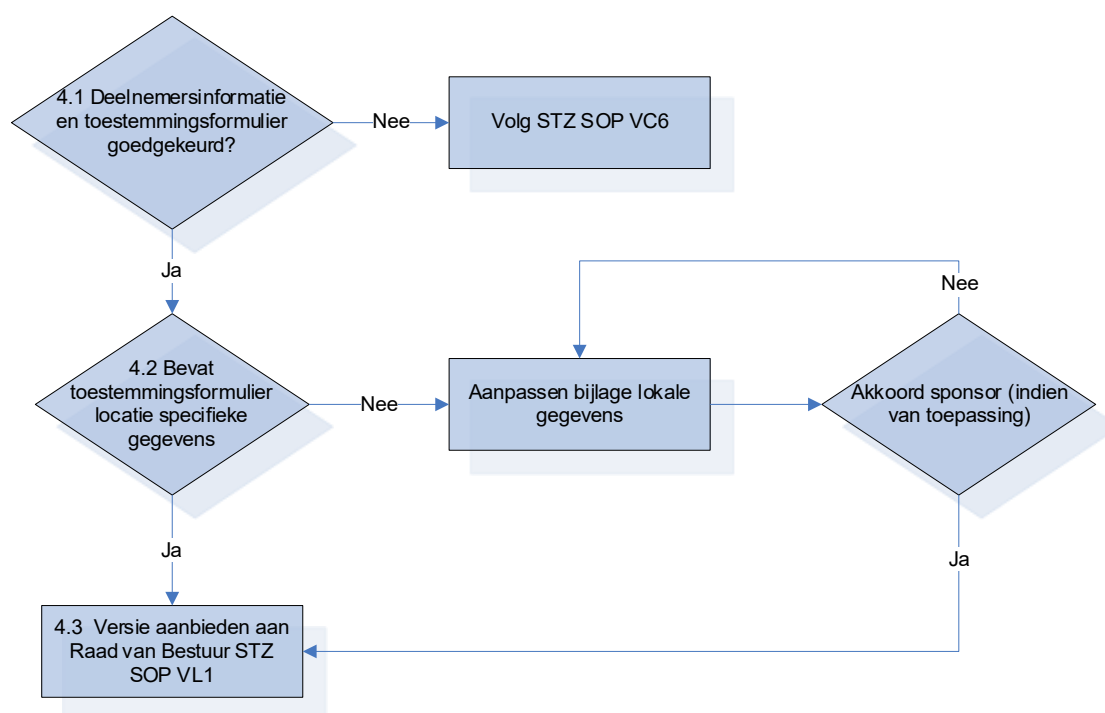 4.1 Deelnemersinformatie
en toestemmingsformulier
goedgekeurd?
Nee
Volg STZ SOP VC6
Ja
Nee
4.2 Bevat
toestemmingsformulier
locatie specifieke
gegevens
Nee
Aanpassen bijlage lokale
gegevens
Akkoord sponsor (indien
van toepassing)
Ja
Ja
4.3 Versie aanbieden aan
Raad van Bestuur STZ
SOP VL1